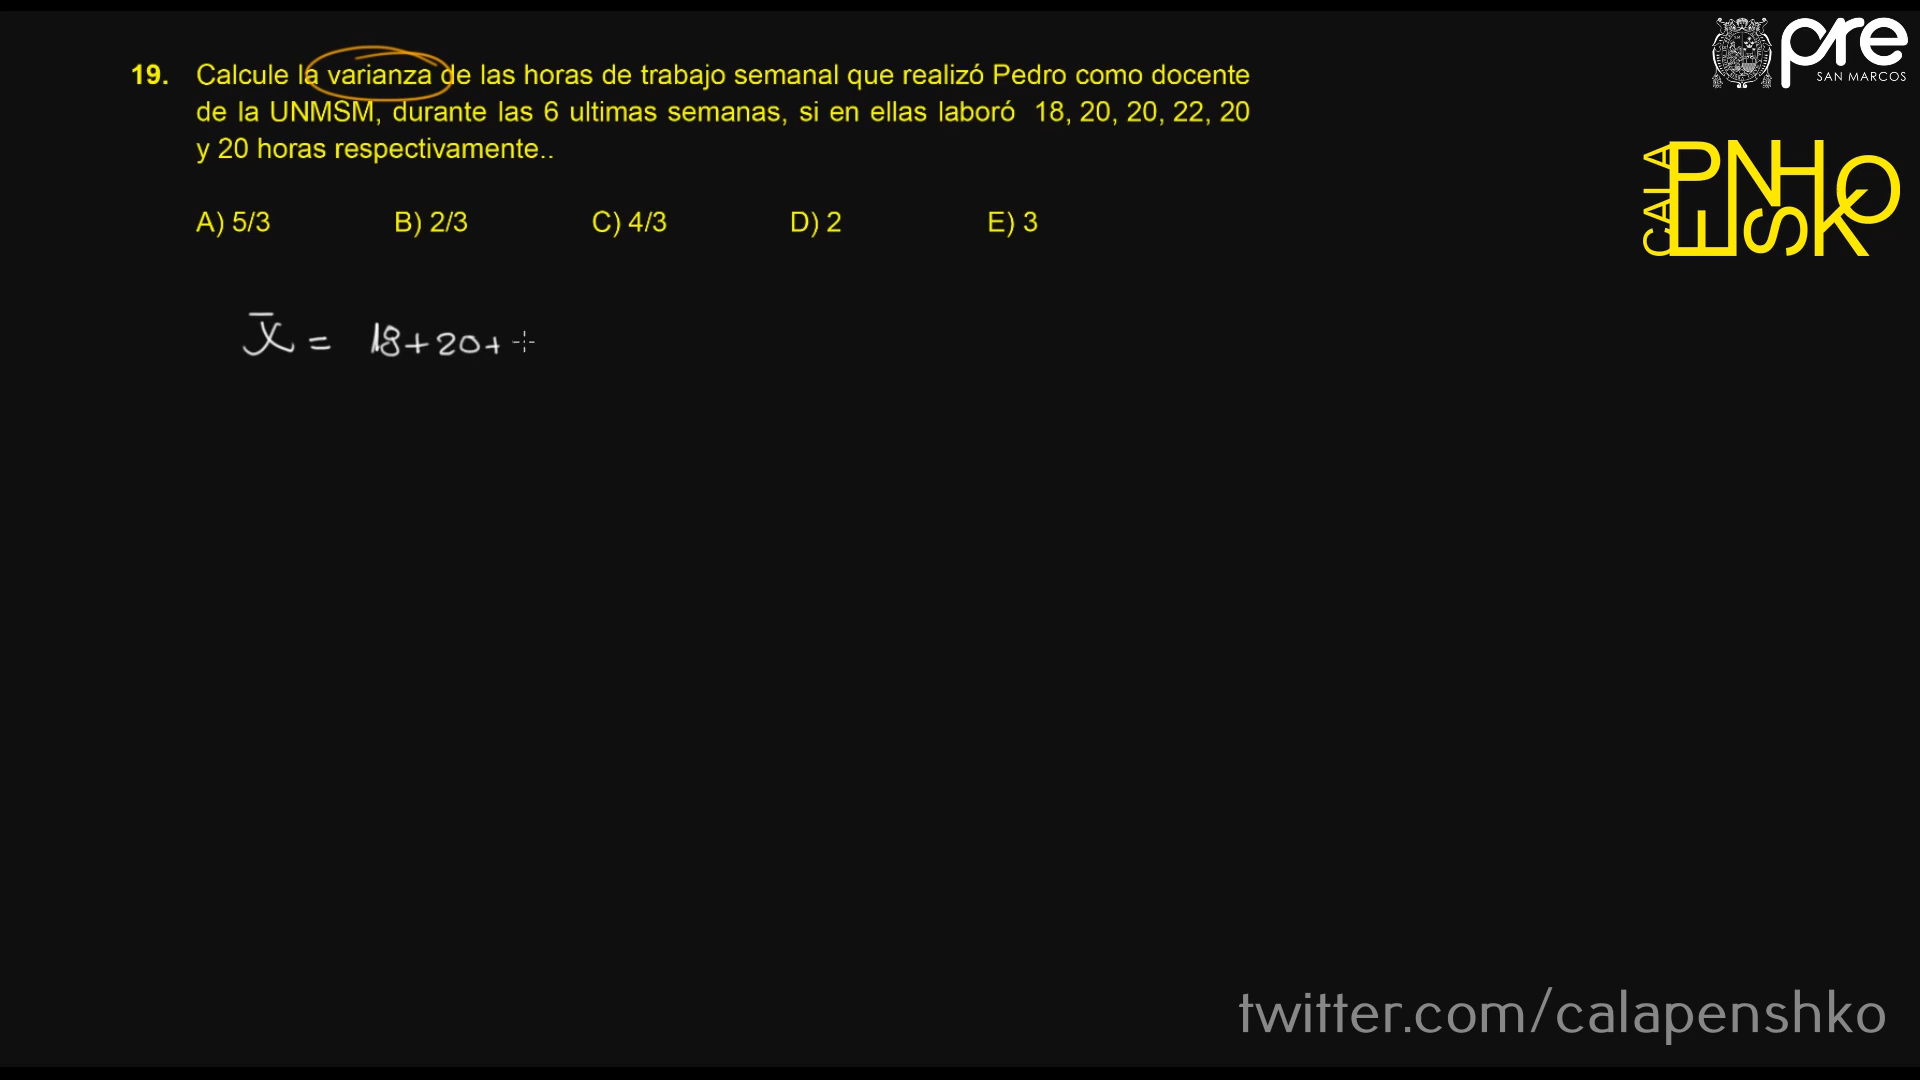 19. Calcule la varianza de las horas de trabajo semanal que realizó Pedro como docente
de la UNMSM, durante las 6 ultimas semanas, si en ellas laboró 18, 20, 20, 22, 20
y 20 horas respectivamente..
A) 5/3 B) 2/3 C) 4/3 D) 2 E) 3
x̄ = 18+20+
pre
SAN MARCOS
CALA
PENSHKO
twitter.com/calapenshko